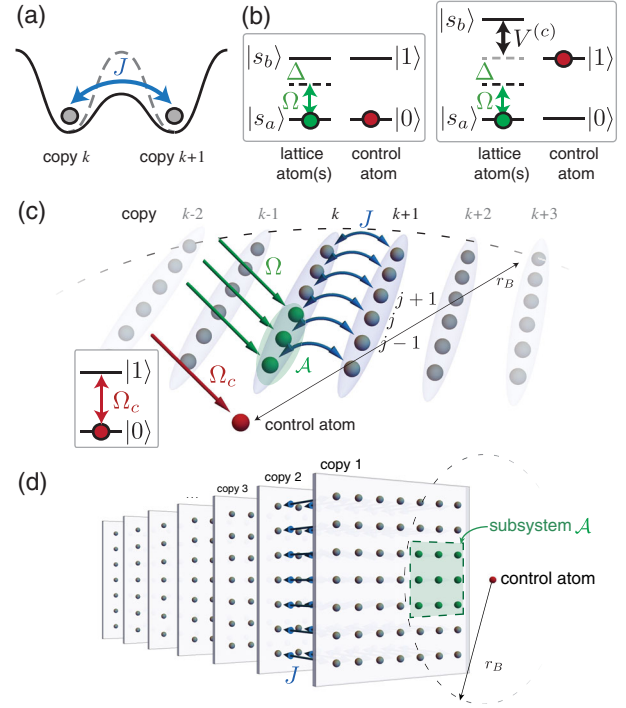 (a)
J
copy k
copy k+1
(b)
|s_b⟩
|1⟩
Δ
Ω
|s_a⟩
|0⟩
lattice
atom(s)
control
atom
|s_b⟩
V^(c)
|1⟩
Δ
Ω
|s_a⟩
|0⟩
lattice
atom(s)
control
atom
(c)
copy
k-2
k-1
k
J
k+1
k+2
k+3
Ω
r_B
j + 1
j
j − 1
𝒜
Ω_c
control atom
|1⟩
Ω_c
|0⟩
(d)
copy 1
copy 2
copy 3
...
subsystem 𝒜
control atom
r_B
J